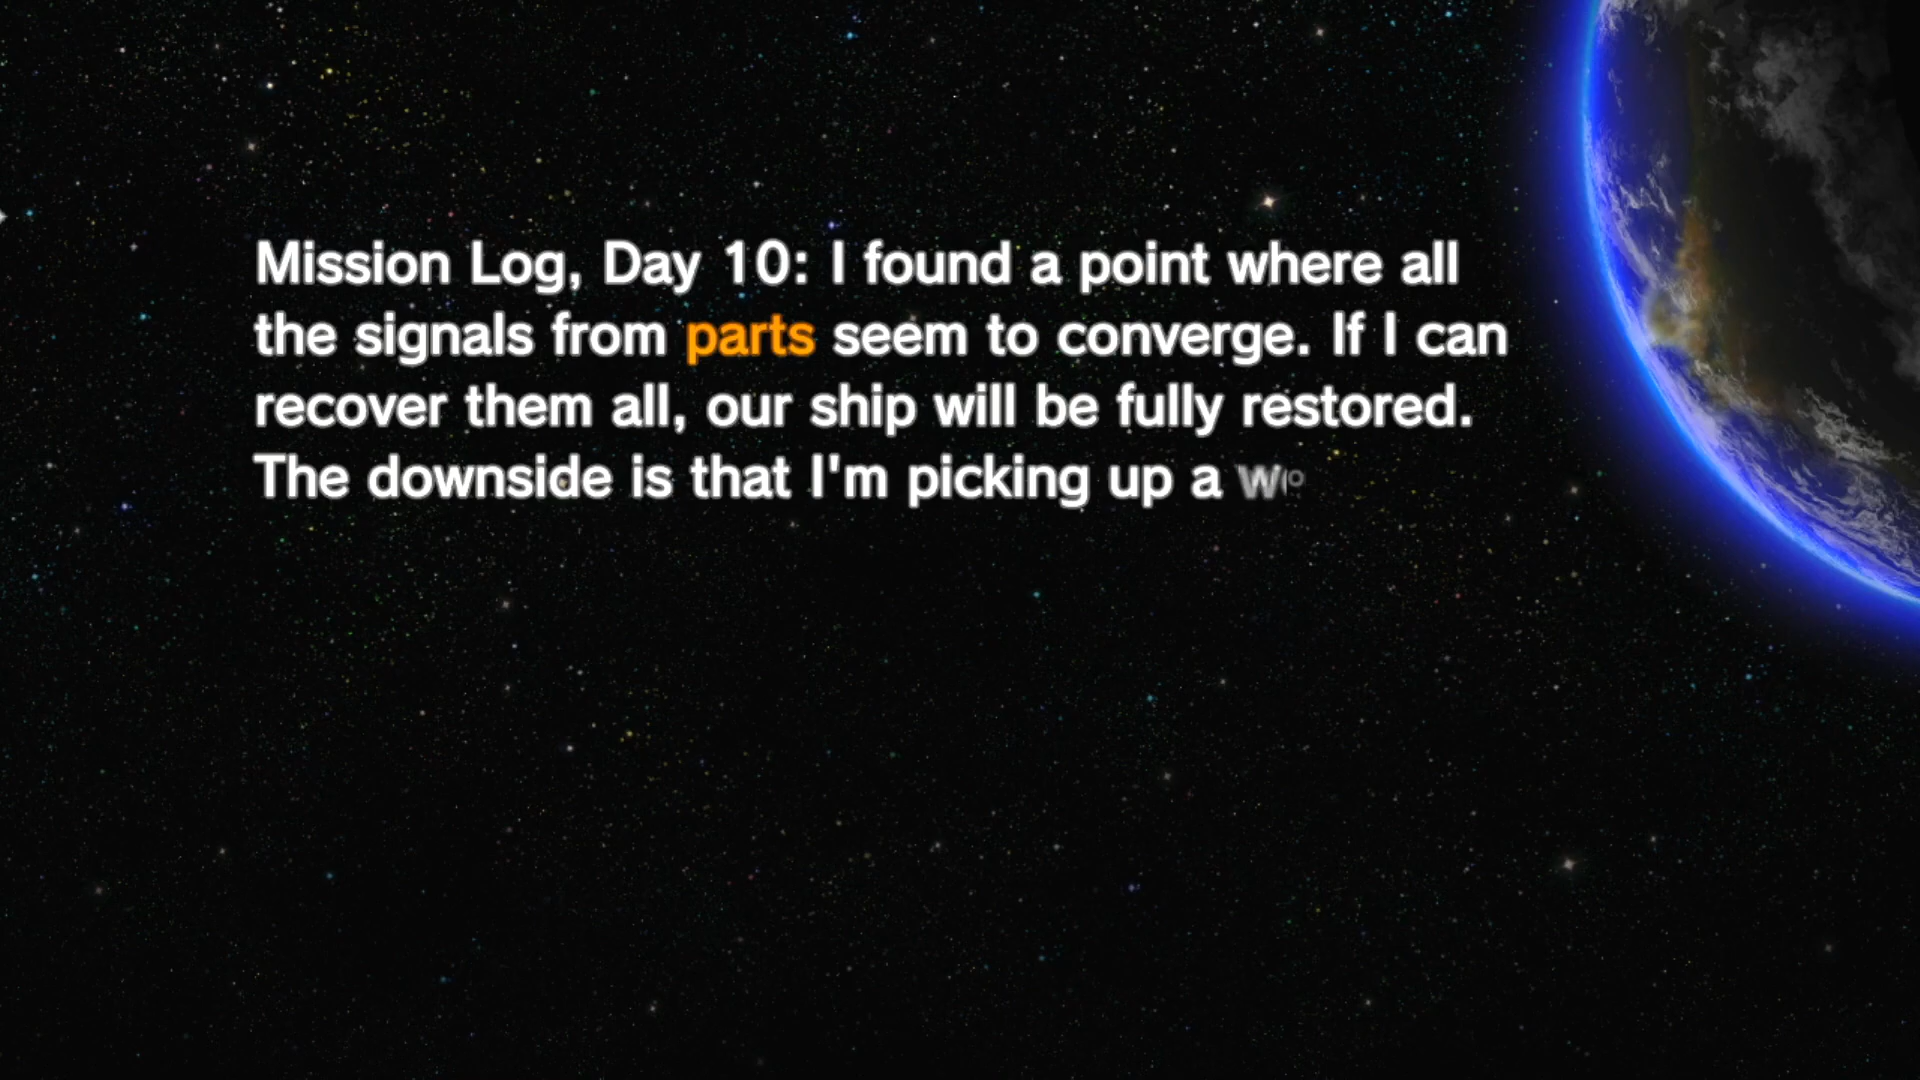 Mission Log, Day 10: I found a point where all
the signals from parts seem to converge. If I can
recover them all, our ship will be fully restored.
The downside is that I'm picking up a